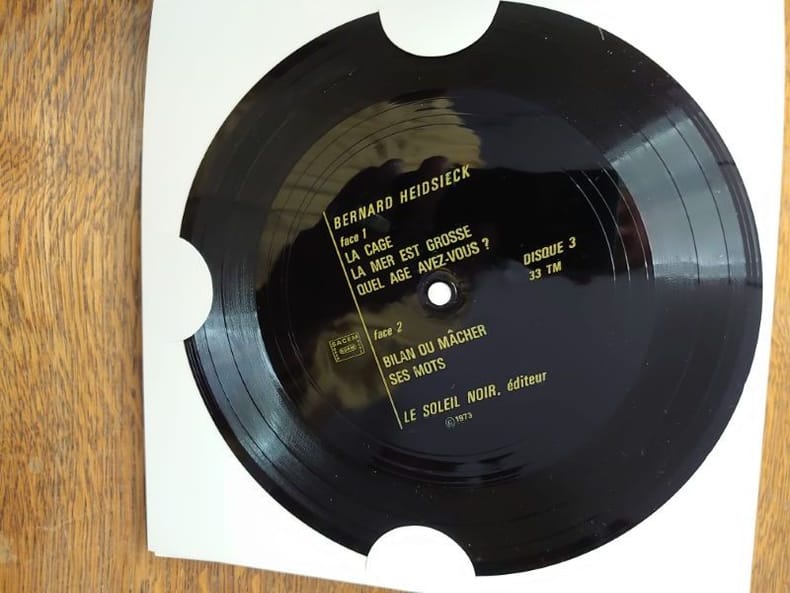 BERNARD HEIDSIECK
face 1
LA CAGE
LA MER EST GROSSE
QUEL AGE AVEZ-VOUS ?
DISQUE 3
33 TM
face 2
BILAN OU MÂCHER
SES MOTS
SACEM
LE SOLEIL NOIR, éditeur
© 1973